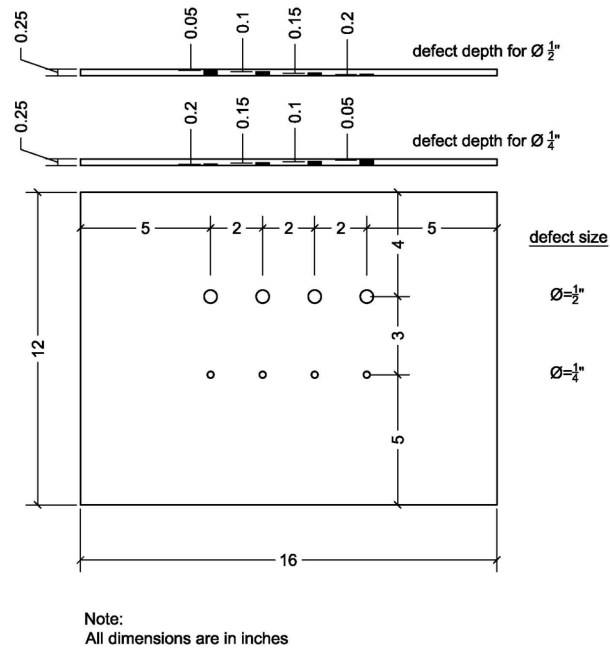 0.25
0.05
0.1
0.15
0.2
defect depth for Ø 1/2"
0.25
0.2
0.15
0.1
0.05
defect depth for Ø 1/4"
5
2
2
2
5
4
defect size
Ø=1/2"
12
3
Ø=1/4"
5
16
Note:
All dimensions are in inches